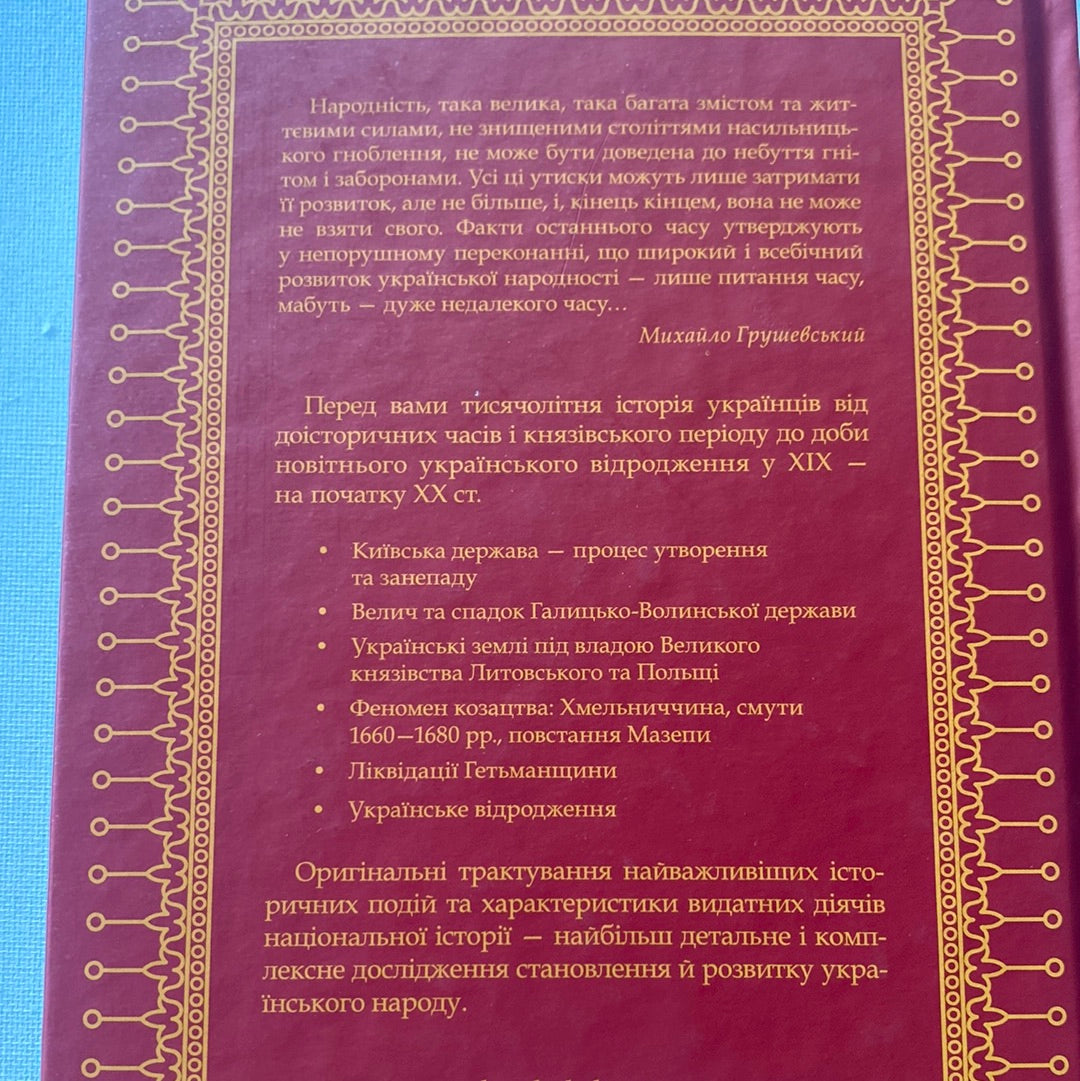 Народність, така велика, така багата змістом та жит-
тєвими силами, не знищеними століттями насильниць-
кого гноблення, не може бути доведена до небуття гні-
том і заборонами. Усі ці утиски можуть лише затримати
її розвиток, але не більше, і, кінець кінцем, вона не може
не взяти свого. Факти останнього часу утверджують
у непорушному переконанні, що широкий і всебічний
розвиток української народності — лише питання часу,
мабуть — дуже недалекого часу...
Михайло Грушевський
Перед вами тисячолітня історія українців від
доісторичних часів і князівського періоду до доби
новітнього українського відродження у XIX —
на початку XX ст.
• Київська держава — процес утворення
та занепаду
• Велич та спадок Галицько-Волинської держави
• Українські землі під владою Великого
князівства Литовського та Польщі
• Феномен козацтва: Хмельниччина, смути
1660—1680 рр., повстання Мазепи
• Ліквідації Гетьманщини
• Українське відродження
Оригінальні трактування найважливіших істо-
ричних подій та характеристики видатних діячів
національної історії — найбільш детальне і комп-
лексне дослідження становлення й розвитку укра-
їнського народу.